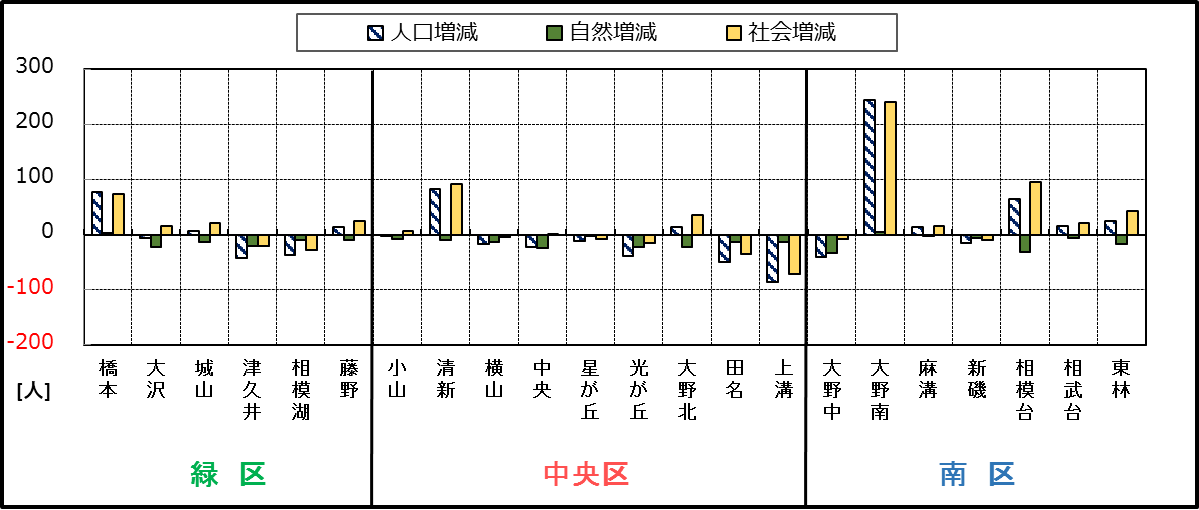 人口増減 自然増減 社会増減
300
200
100
0
-100
-200
[人]
橋本 大沢 城山 津久井 相模湖 藤野 小山 清新 横山 中央 星が丘 光が丘 大野北 田名 上溝 大野中 大野南 麻溝 新磯 相模台 相武台 東林
緑 区 中央区 南 区